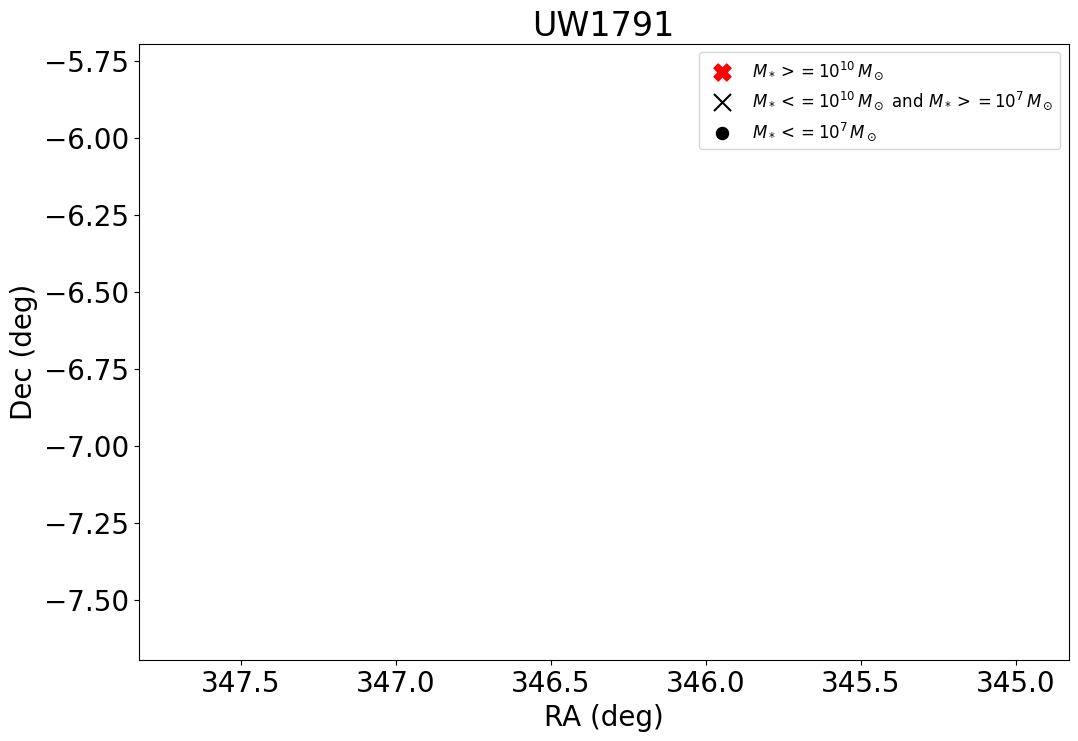 UW1791
M* >= 10^10 M⊙
M* <= 10^10 M⊙ and M* >= 10^7 M⊙
M* <= 10^7 M⊙
−5.75
−6.00
−6.25
−6.50
−6.75
−7.00
−7.25
−7.50
Dec (deg)
347.5 347.0 346.5 346.0 345.5 345.0
RA (deg)